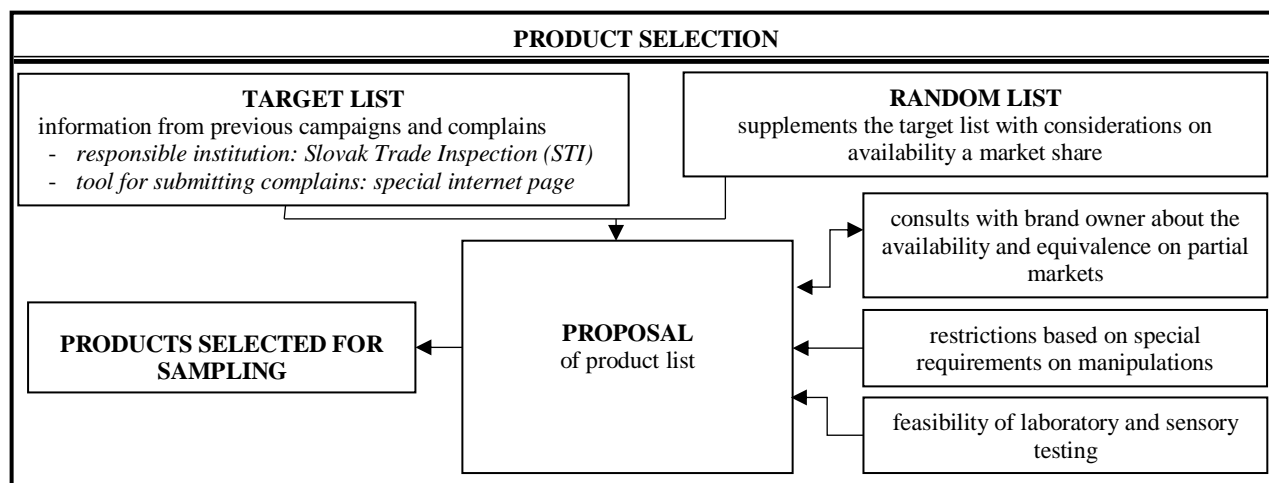 PRODUCT SELECTION
TARGET LIST
information from previous campaigns and complains
- responsible institution: Slovak Trade Inspection (STI)
- tool for submitting complains: special internet page
RANDOM LIST
supplements the target list with considerations on
availability a market share
consults with brand owner about the
availability and equivalence on partial
markets
PROPOSAL
of product list
PRODUCTS SELECTED FOR
SAMPLING
restrictions based on special
requirements on manipulations
feasibility of laboratory and sensory
testing